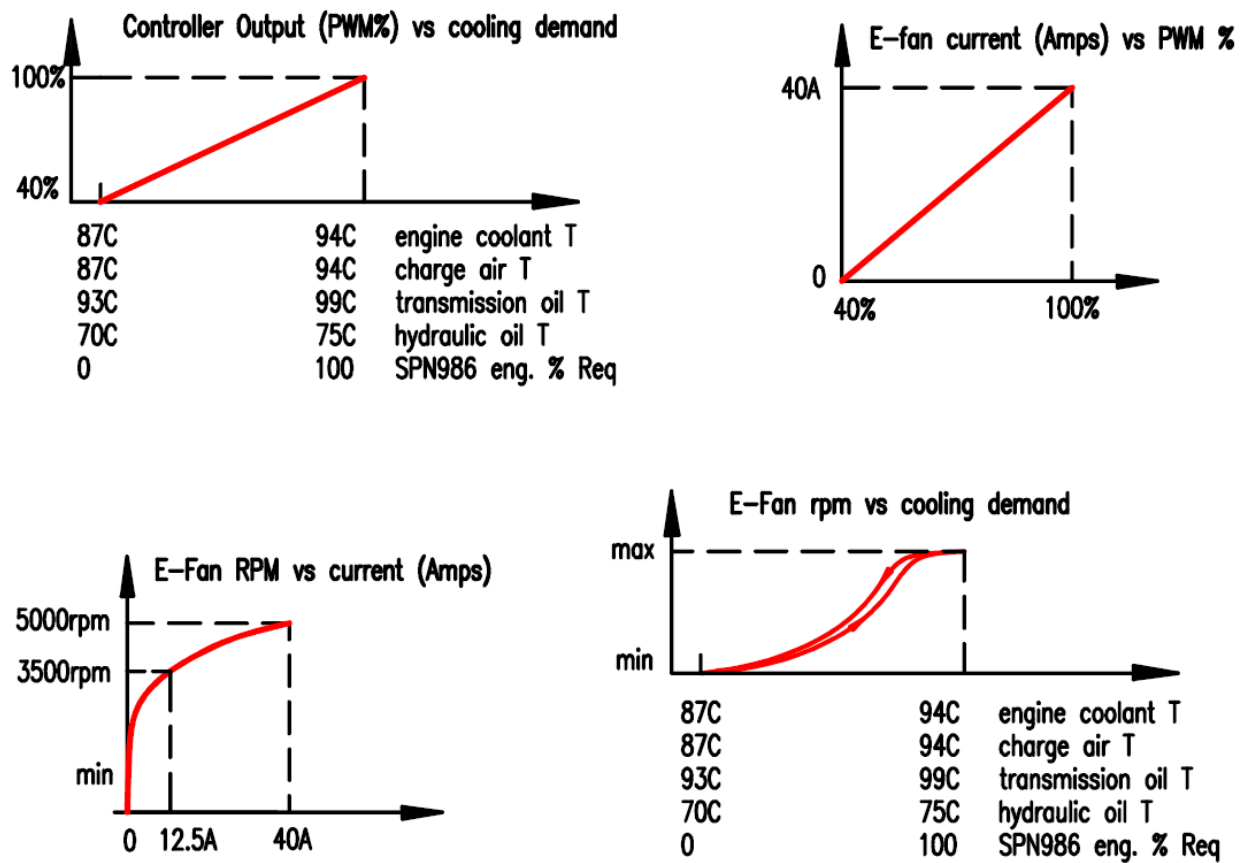 Controller Output (PWM%) vs cooling demand
100%
40%
87C 94C engine coolant T
87C 94C charge air T
93C 99C transmission oil T
70C 75C hydraulic oil T
0 100 SPN986 eng. % Req
E-fan current (Amps) vs PWM %
40A
0
40% 100%
E-Fan RPM vs current (Amps)
5000rpm
3500rpm
min
0 12.5A 40A
E-Fan rpm vs cooling demand
max
min
87C 94C engine coolant T
87C 94C charge air T
93C 99C transmission oil T
70C 75C hydraulic oil T
0 100 SPN986 eng. % Req